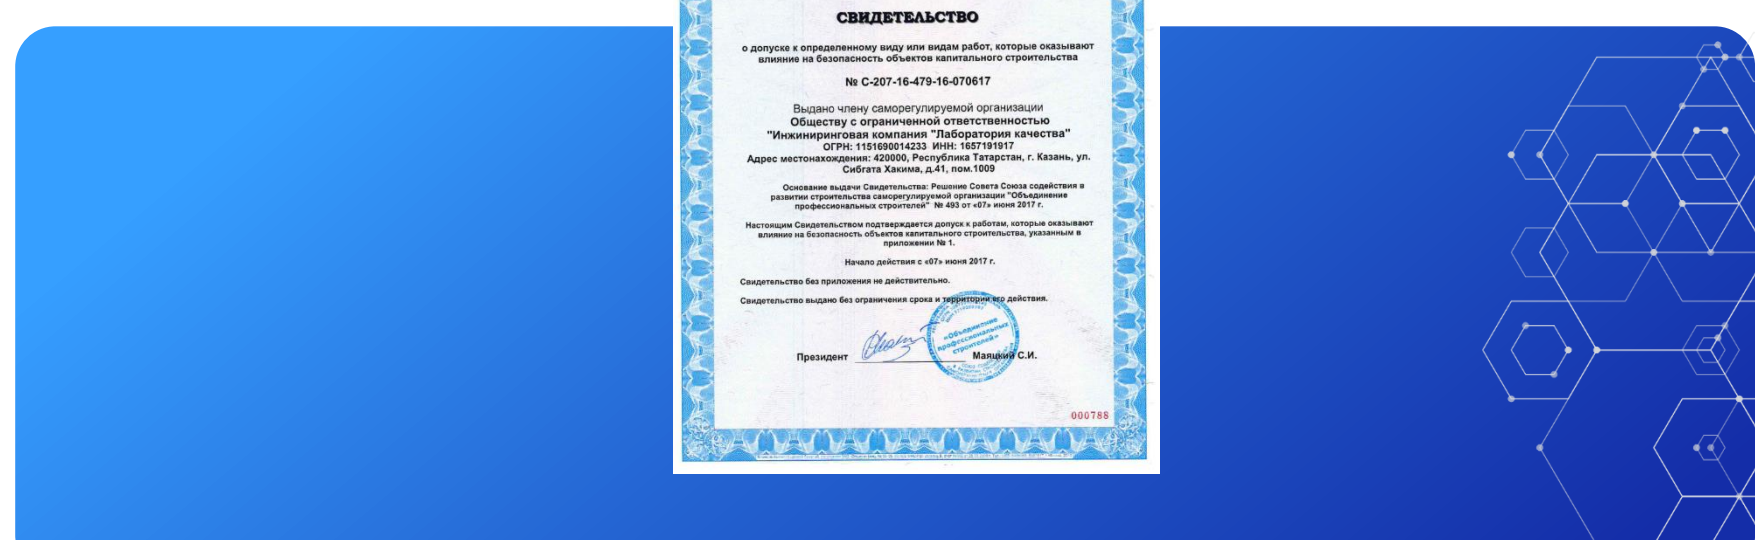 СВИДЕТЕЛЬСТВО
о допуске к определенному виду или видам работ, которые оказывают
влияние на безопасность объектов капитального строительства
№ С-207-16-479-16-070617
Выдано члену саморегулируемой организации
Обществу с ограниченной ответственностью
"Инжиниринговая компания "Лаборатория качества"
ОГРН: 1151690014233 ИНН: 1657191917
Адрес местонахождения: 420000, Республика Татарстан, г. Казань, ул.
Сибгата Хакима, д.41, пом.1009
Основание выдачи Свидетельства: Решение Совета Союза содействия в
развитии строительства саморегулируемой организации "Объединение
профессиональных строителей" № 493 от «07» июня 2017 г.
Настоящим Свидетельством подтверждается допуск к работам, которые оказывают
влияние на безопасность объектов капитального строительства, указанным в
приложении № 1.
Начало действия с «07» июня 2017 г.
Свидетельство без приложения не действительно.
Свидетельство выдано без ограничения срока и территории его действия.
«Объединение
профессиональных
строителей»
Президент Маяцкий С.И.
000788